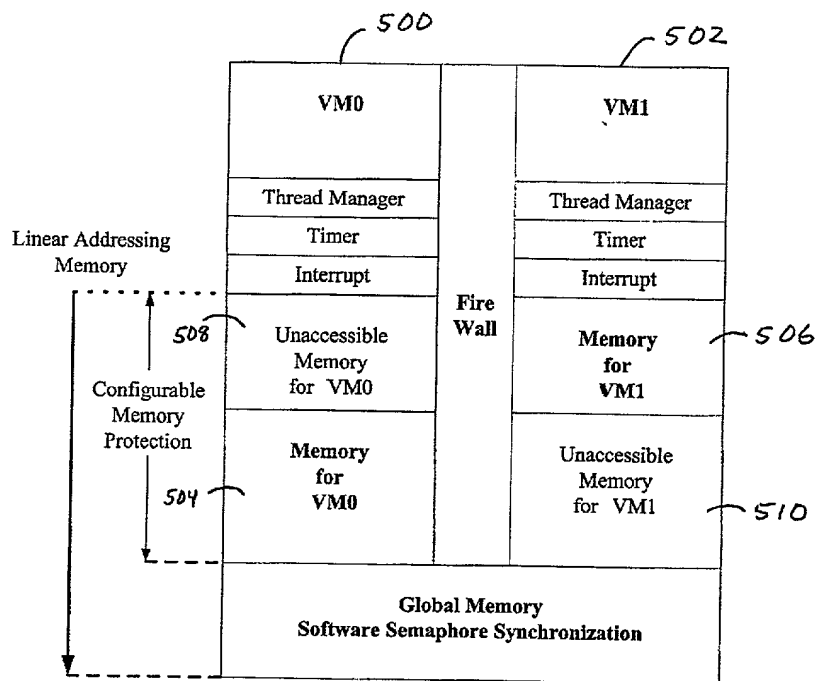 500
502
VM0
VM1
Thread Manager
Thread Manager
Timer
Timer
Linear Addressing
Memory
Interrupt
Interrupt
Fire
Wall
508
Unaccessible
Memory
for VM0
Memory
for
VM1
506
Configurable
Memory
Protection
504
Memory
for
VM0
Unaccessible
Memory
for VM1
510
Global Memory
Software Semaphore Synchronization